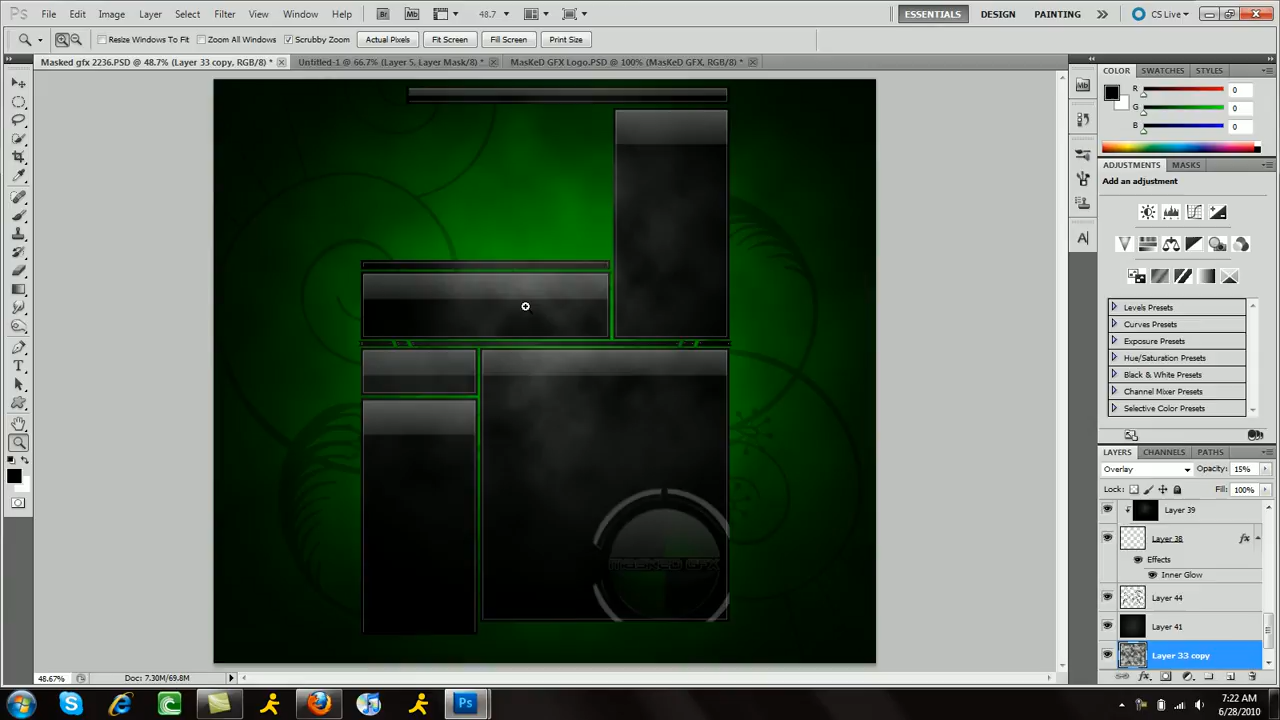 Ps File Edit Image Layer Select Filter Analysis View Window Help Br Mb 48.7 ESSENTIALS DESIGN PAINTING CS Live
Resize Windows To Fit Zoom All Windows Scrubby Zoom Actual Pixels Fit Screen Fill Screen Print Size
Masked gfx 2236.PSD @ 48.7% (Layer 33 copy, RGB/8) * Untitled-1 @ 66.7% (Layer 5, Layer Mask/8) * MasKeD GFX Logo.PSD @ 100% (MasKeD GFX, RGB/8) *
COLOR SWATCHES STYLES
R 0
G 0
B 0
ADJUSTMENTS MASKS
Add an adjustment
Levels Presets
Curves Presets
Exposure Presets
Hue/Saturation Presets
Black & White Presets
Channel Mixer Presets
Selective Color Presets
LAYERS CHANNELS PATHS
Overlay Opacity: 15%
Lock: Fill: 100%
Layer 39
Layer 38 fx
Effects
Inner Glow
Layer 44
Layer 41
Layer 33 copy
48.67% Doc: 7.30M/69.8M
7:22 AM
6/28/2010